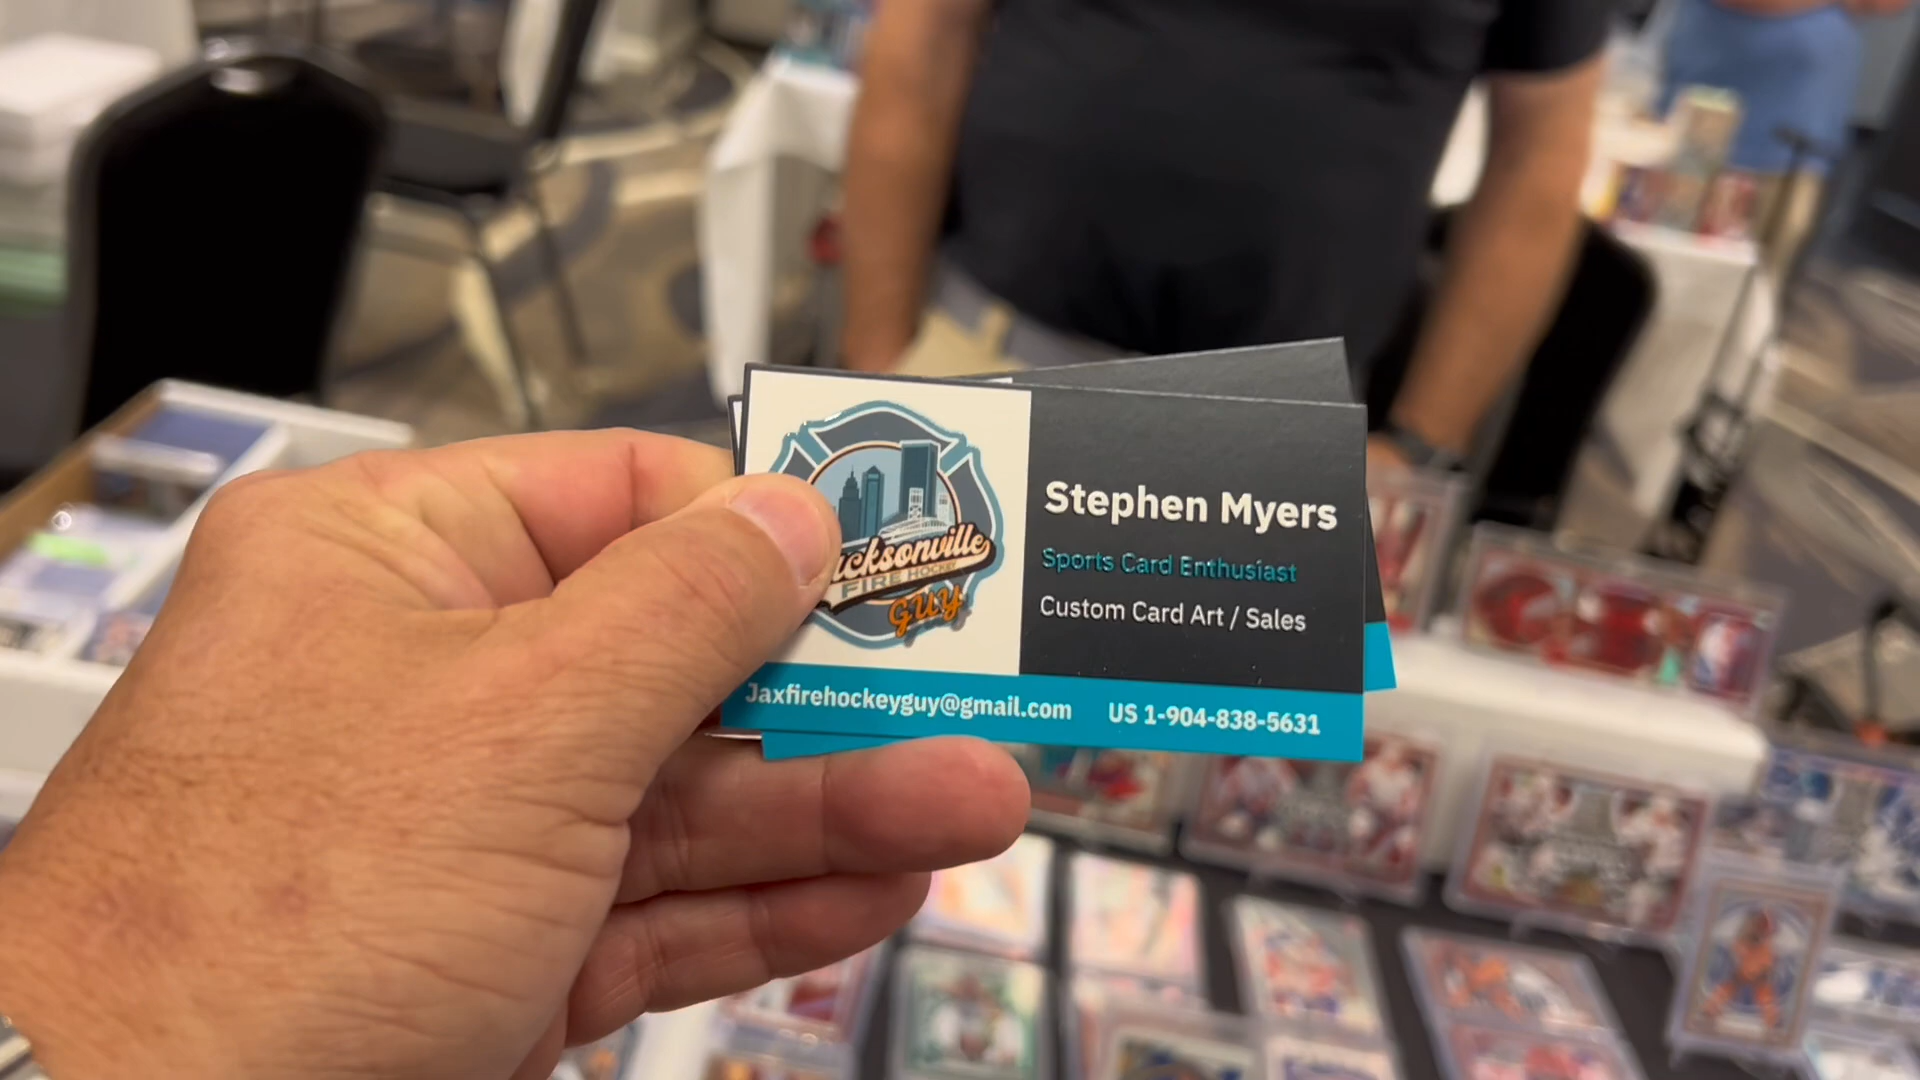 acksonville
FIRE HOCKEY
GUY
Stephen Myers
Sports Card Enthusiast
Custom Card Art / Sales
Jaxfirehockeyguy@gmail.com US 1-904-838-5631